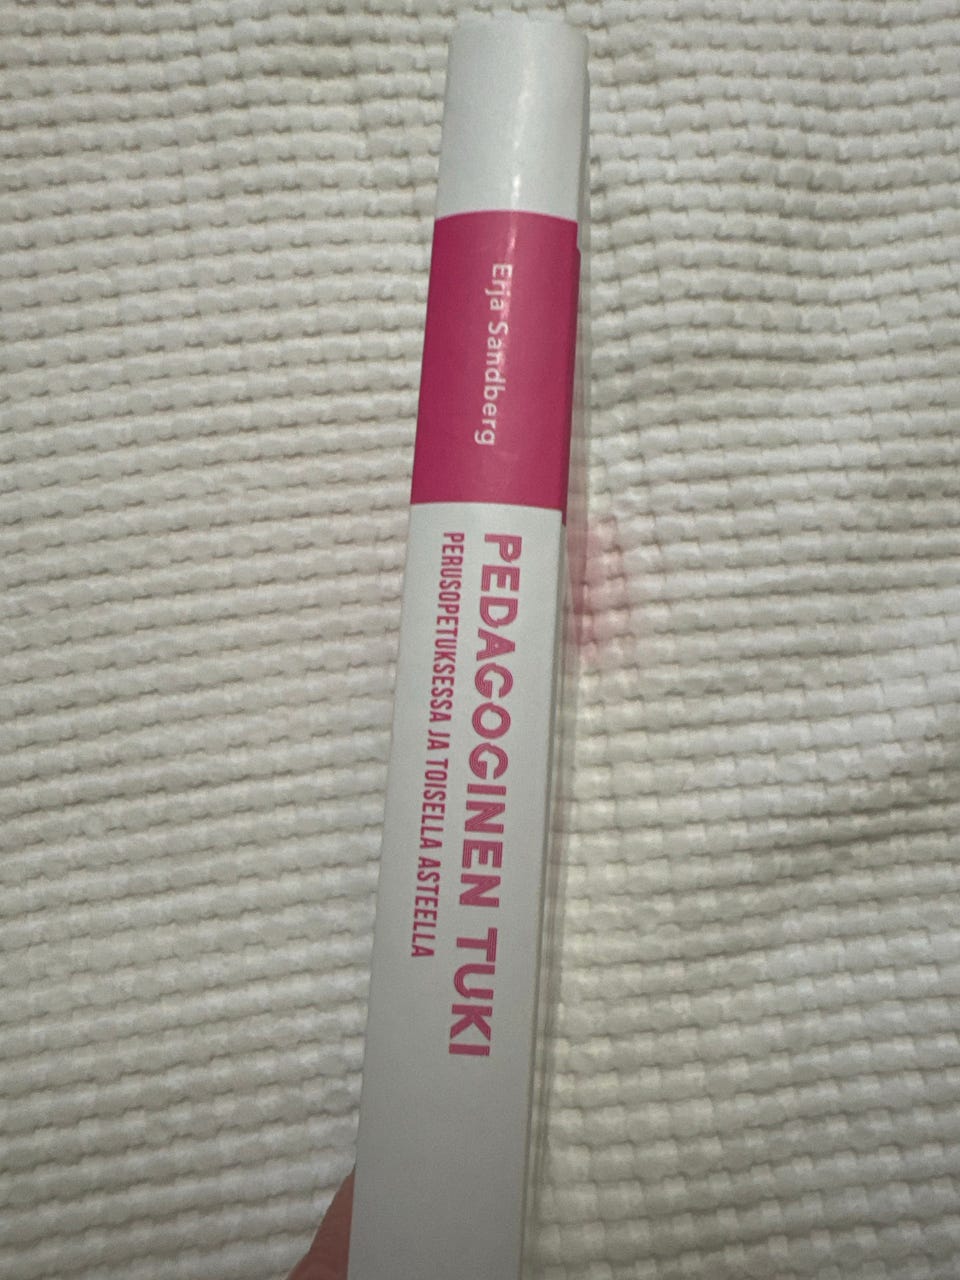 Erja Sandberg
PEDAGOGINEN TUKI
PERUSOPETUKSESSA JA TOISELLA ASTEELLA